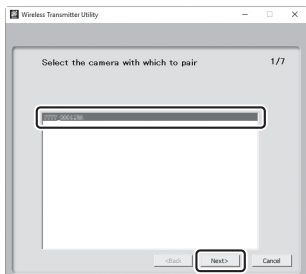 Wireless Transmitter Utility
Select the camera with which to pair 1/7
<Back Next> Cancel